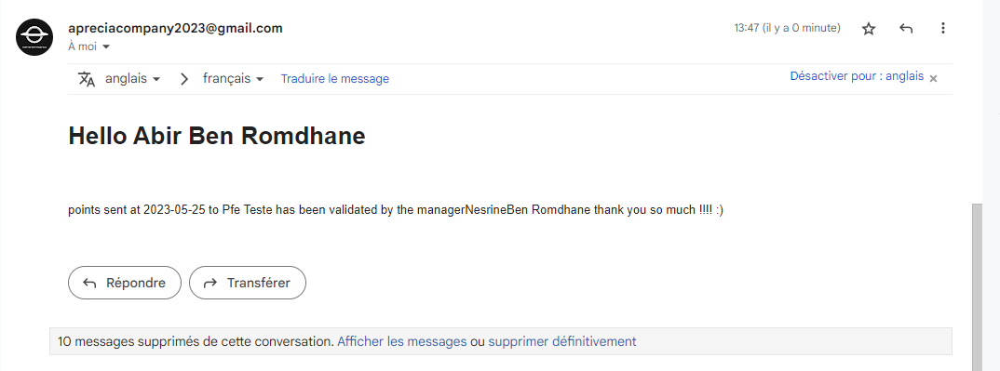 apreciacompany2023@gmail.com
13:47 (il y a 0 minute)
À moi
anglais
français
Traduire le message
Désactiver pour : anglais
Hello Abir Ben Romdhane
points sent at 2023-05-25 to Pfe Teste has been validated by the managerNesrineBen Romdhane thank you so much !!!! :)
Répondre
Transférer
10 messages supprimés de cette conversation. Afficher les messages ou supprimer définitivement